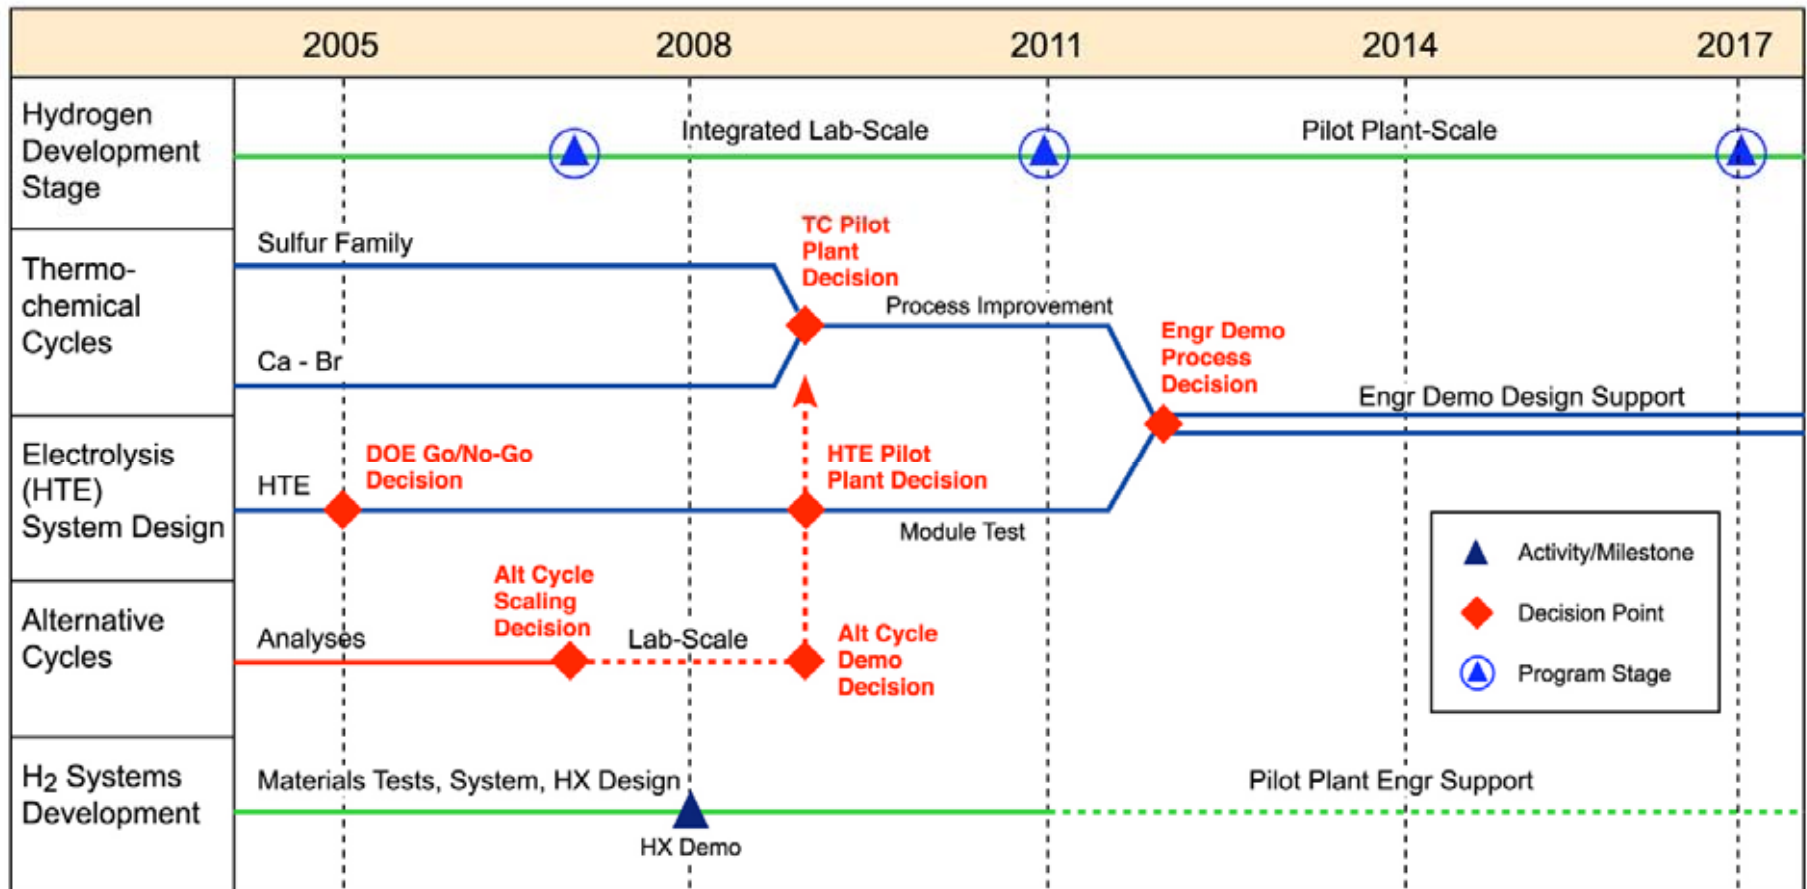 2005 2008 2011 2014 2017
Hydrogen
Development
Stage
Integrated Lab-Scale
Pilot Plant-Scale
Thermo-
chemical
Cycles
Sulfur Family
Ca - Br
TC Pilot
Plant
Decision
Process Improvement
Engr Demo
Process
Decision
Engr Demo Design Support
Electrolysis
(HTE)
System Design
HTE
DOE Go/No-Go
Decision
HTE Pilot
Plant Decision
Module Test
Alternative
Cycles
Analyses
Alt Cycle
Scaling
Decision
Lab-Scale
Alt Cycle
Demo
Decision
Activity/Milestone
Decision Point
Program Stage
H2 Systems
Development
Materials Tests, System, HX Design
HX Demo
Pilot Plant Engr Support